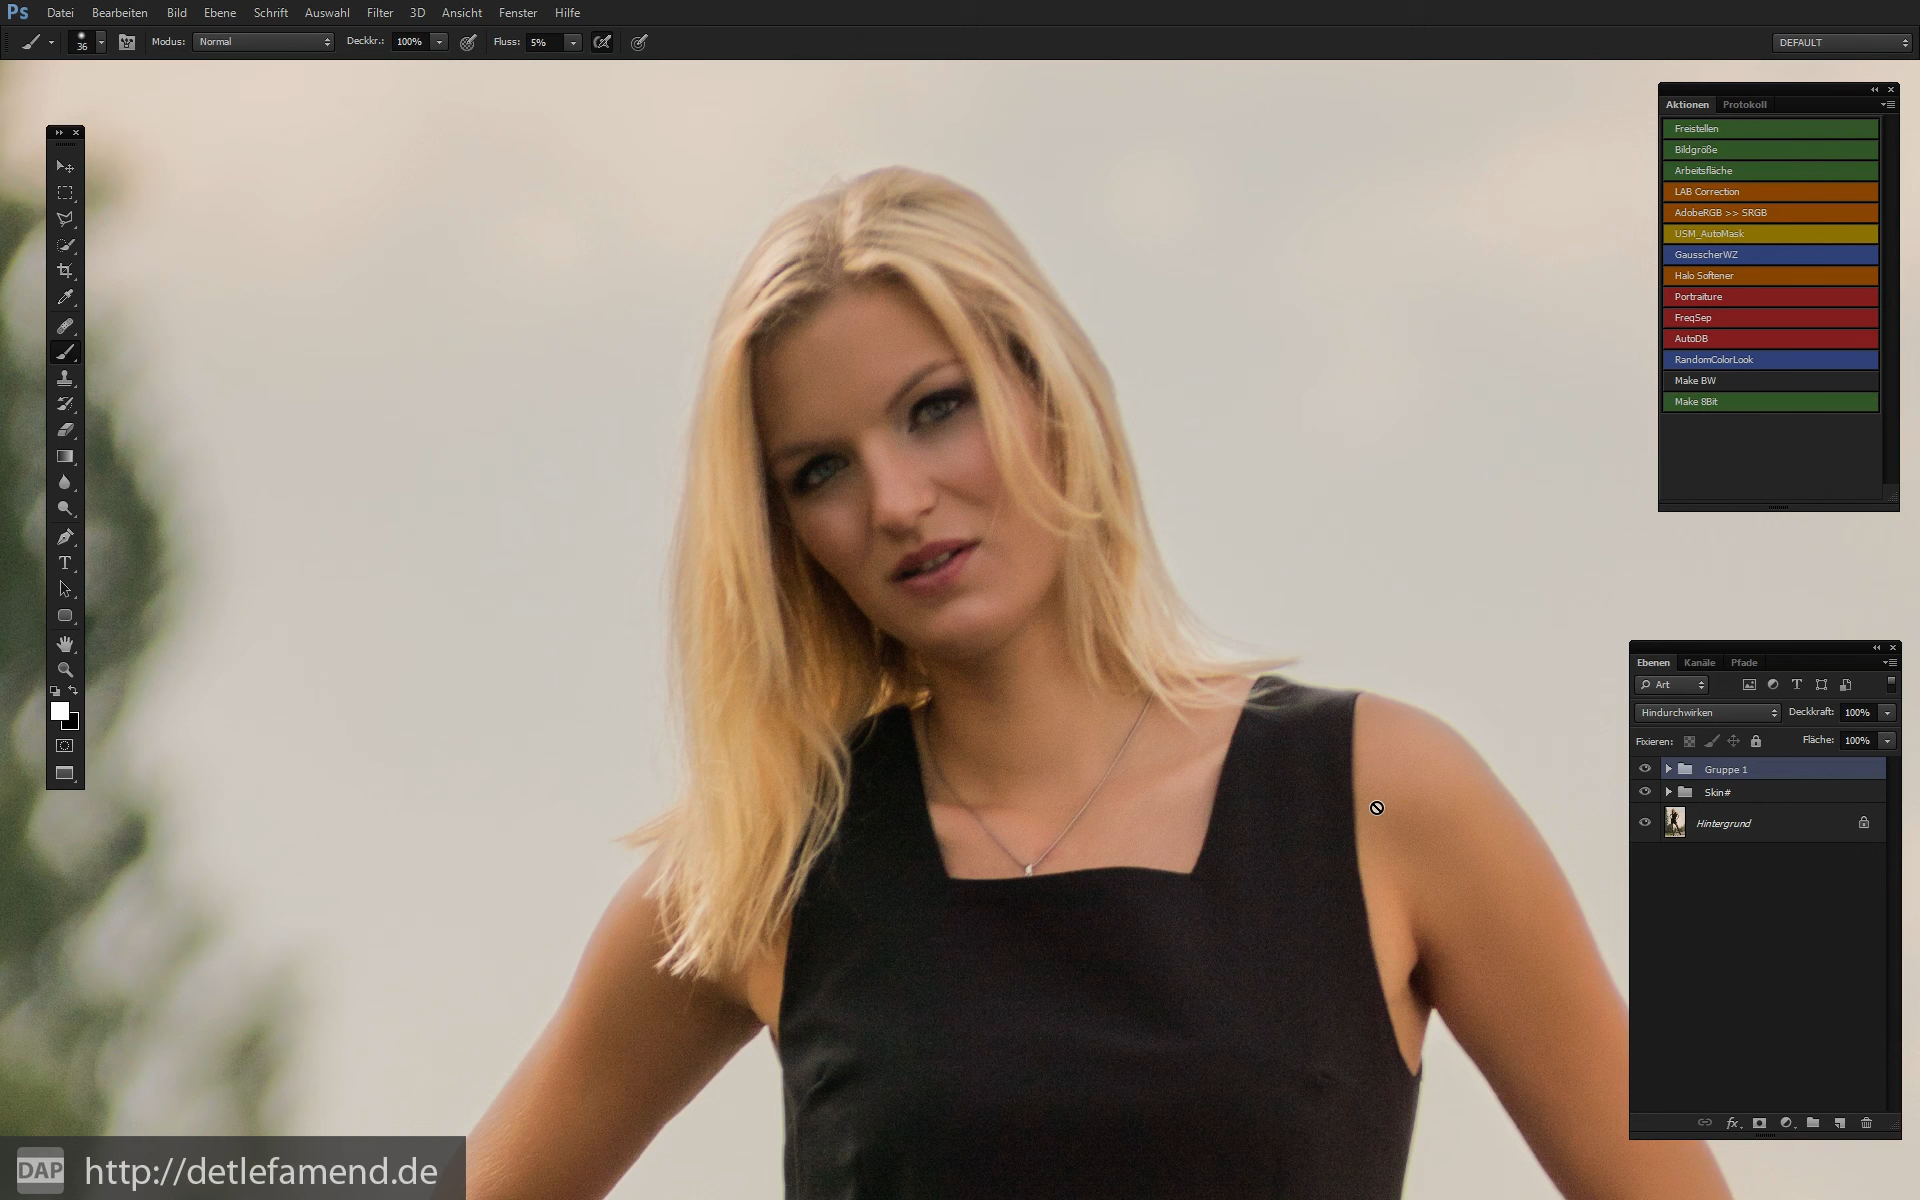 Ps Datei Bearbeiten Bild Ebene Schrift Auswahl Filter 3D Ansicht Fenster Hilfe
36 Modus: Normal Deckkr.: 100% Fluss: 5% DEFAULT
Aktionen Protokoll
Freistellen
Bildgröße
Arbeitsfläche
LAB Correction
AdobeRGB >> SRGB
USM_AutoMask
GausscherWZ
Halo Softener
Portraiture
FreqSep
AutoDB
RandomColorLook
Make BW
Make 8Bit
Ebenen Kanäle Pfade
Art
Hindurchwirken Deckkraft: 100%
Fixieren: Fläche: 100%
Gruppe 1
Skin#
Hintergrund
fx
DAP http://detlefamend.de